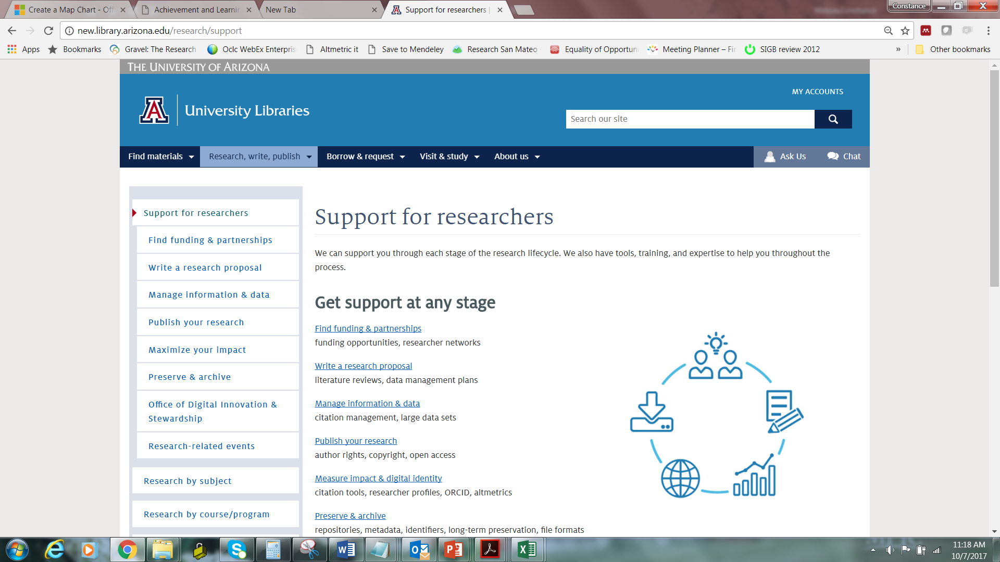 Create a Map Chart - Off
Achievement and Learnin
New Tab
Support for researchers |
Constance
new.library.arizona.edu/research/support
Apps
Bookmarks
Gravel: The Research
Oclc WebEx Enterpris
Altmetric it
Save to Mendeley
Research San Mateo
Equality of Opportuni
Meeting Planner – Fir
SIGB review 2012
»
Other bookmarks
THE UNIVERSITY OF ARIZONA
MY ACCOUNTS
A
University Libraries
Search our site
Find materials
Research, write, publish
Borrow & request
Visit & study
About us
Ask Us
Chat
Support for researchers
Find funding & partnerships
Write a research proposal
Manage information & data
Publish your research
Maximize your impact
Preserve & archive
Office of Digital Innovation &
Stewardship
Research-related events
Research by subject
Research by course/program
Support for researchers
We can support you through each stage of the research lifecycle. We also have tools, training, and expertise to help you throughout the
process.
Get support at any stage
Find funding & partnerships
funding opportunities, researcher networks
Write a research proposal
literature reviews, data management plans
Manage information & data
citation management, large data sets
Publish your research
author rights, copyright, open access
Measure impact & digital identity
citation tools, researcher profiles, ORCID, altmetrics
Preserve & archive
repositories, metadata, identifiers, long-term preservation, file formats
11:18 AM
10/7/2017